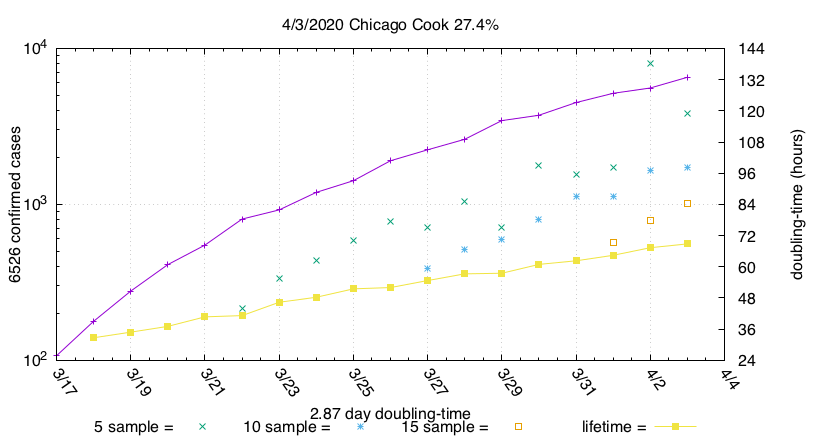 4/3/2020 Chicago Cook 27.4%
10^4
10^3
10^2
6526 confirmed cases
144
132
120
108
96
84
72
60
48
36
24
doubling-time (hours)
3/17 3/19 3/21 3/23 3/25 3/27 3/29 3/31 4/2 4/4
2.87 day doubling-time
5 sample = 10 sample = 15 sample = lifetime =